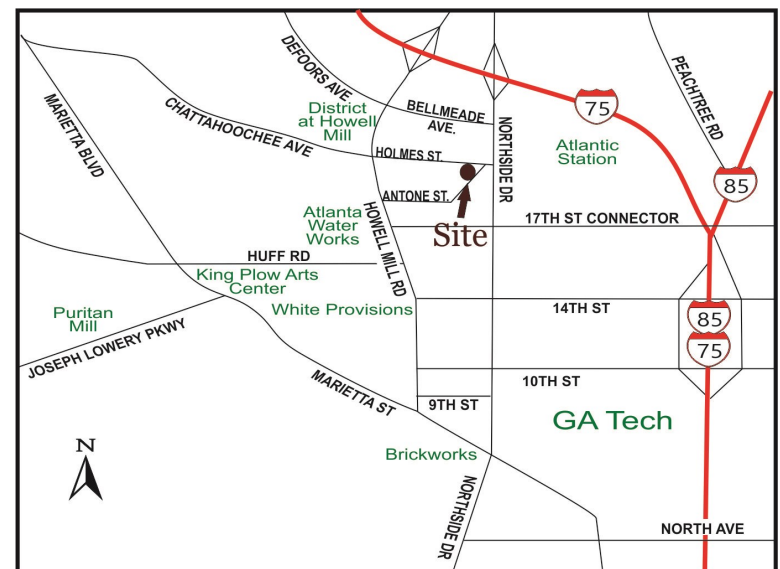 DEFOORS AVE
PEACHTREE RD
MARIETTA BLVD
CHATTAHOOCHEE AVE
District
at Howell
Mill
BELLMEADE
AVE.
NORTHSIDE DR
75
Atlantic
Station
HOLMES ST.
85
ANTONE ST.
Atlanta
Water
Works
HOWELL MILL RD
Site
17TH ST CONNECTOR
HUFF RD
King Plow Arts
Center
White Provisions
14TH ST
Puritan
Mill
85
75
JOSEPH LOWERY PKWY
MARIETTA ST
10TH ST
9TH ST
GA Tech
N
Brickworks
NORTHSIDE DR
NORTH AVE